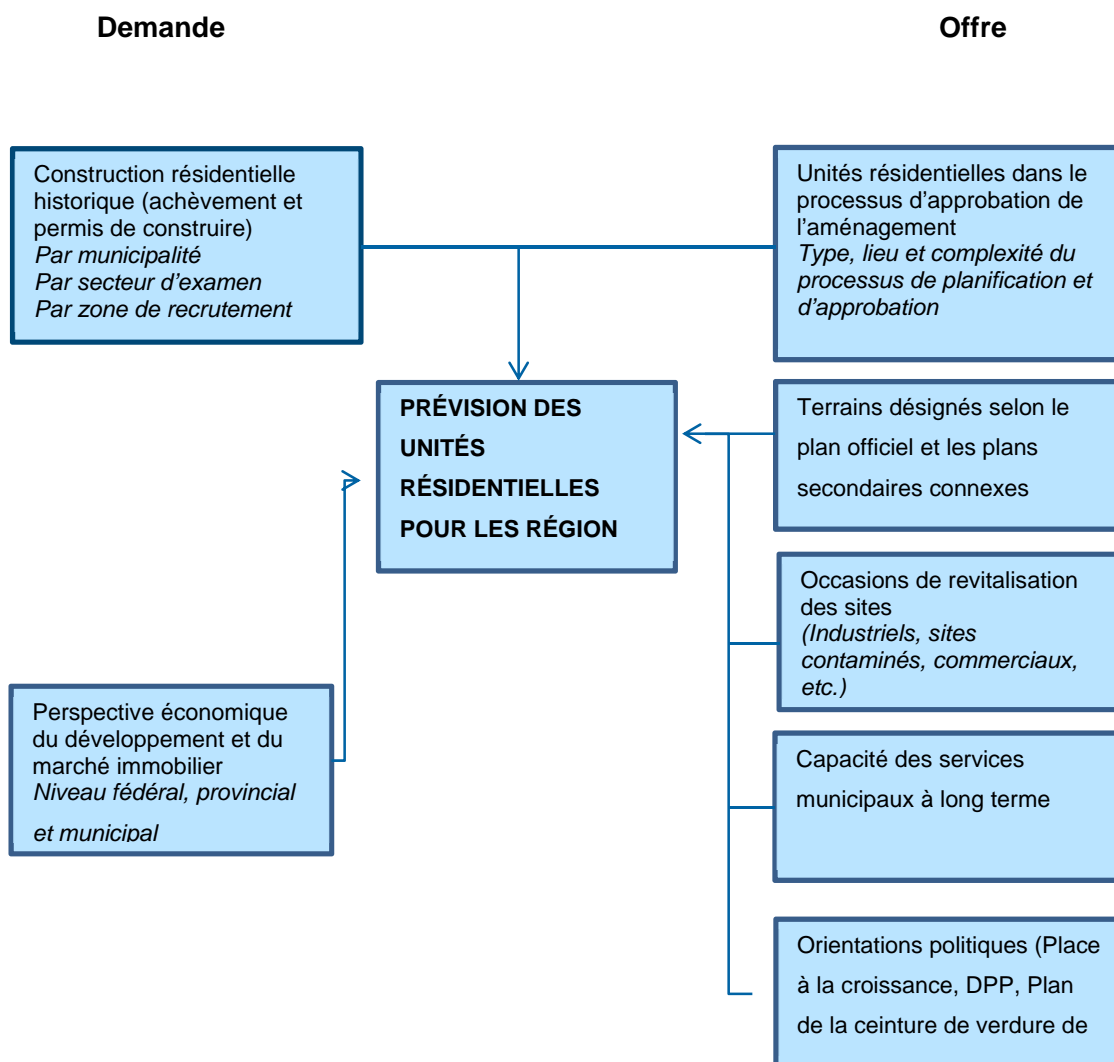 Demande
Offre
Construction résidentielle
historique (achèvement et
permis de construire)
Par municipalité
Par secteur d'examen
Par zone de recrutement
Unités résidentielles dans le
processus d'approbation de
l'aménagement
Type, lieu et complexité du
processus de planification et
d'approbation
PRÉVISION DES
UNITÉS
RÉSIDENTIELLES
POUR LES RÉGION
Terrains désignés selon le
plan officiel et les plans
secondaires connexes
Occasions de revitalisation
des sites
(Industriels, sites
contaminés, commerciaux,
etc.)
Perspective économique
du développement et du
marché immobilier
Niveau fédéral, provincial
et municipal
Capacité des services
municipaux à long terme
Orientations politiques (Place
à la croissance, DPP, Plan
de la ceinture de verdure de